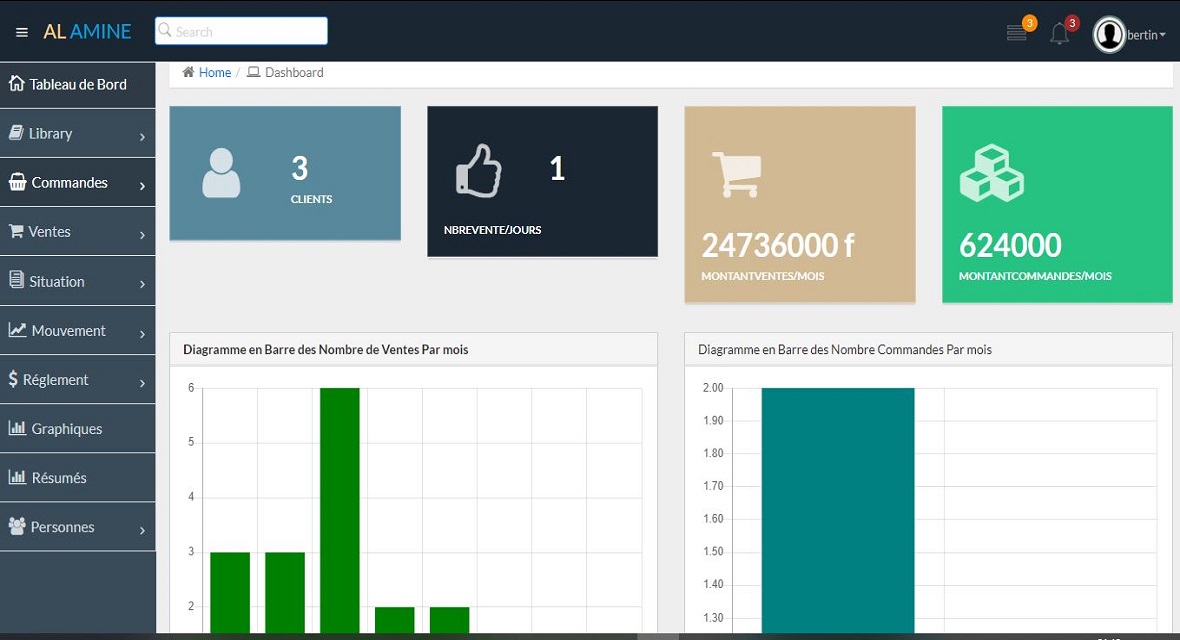 AL AMINE
Search
3
3
bertin
Home / Dashboard
Tableau de Bord
Library
Commandes
Ventes
Situation
Mouvement
Réglement
Graphiques
Résumés
Personnes
3
CLIENTS
1
NBREVENTE/JOURS
24736000 f
MONTANTVENTES/MOIS
624000
MONTANTCOMMANDES/MOIS
Diagramme en Barre des Nombre de Ventes Par mois
6
5
4
3
2
Diagramme en Barre des Nombre Commandes Par mois
2.00
1.90
1.80
1.70
1.60
1.50
1.40
1.30